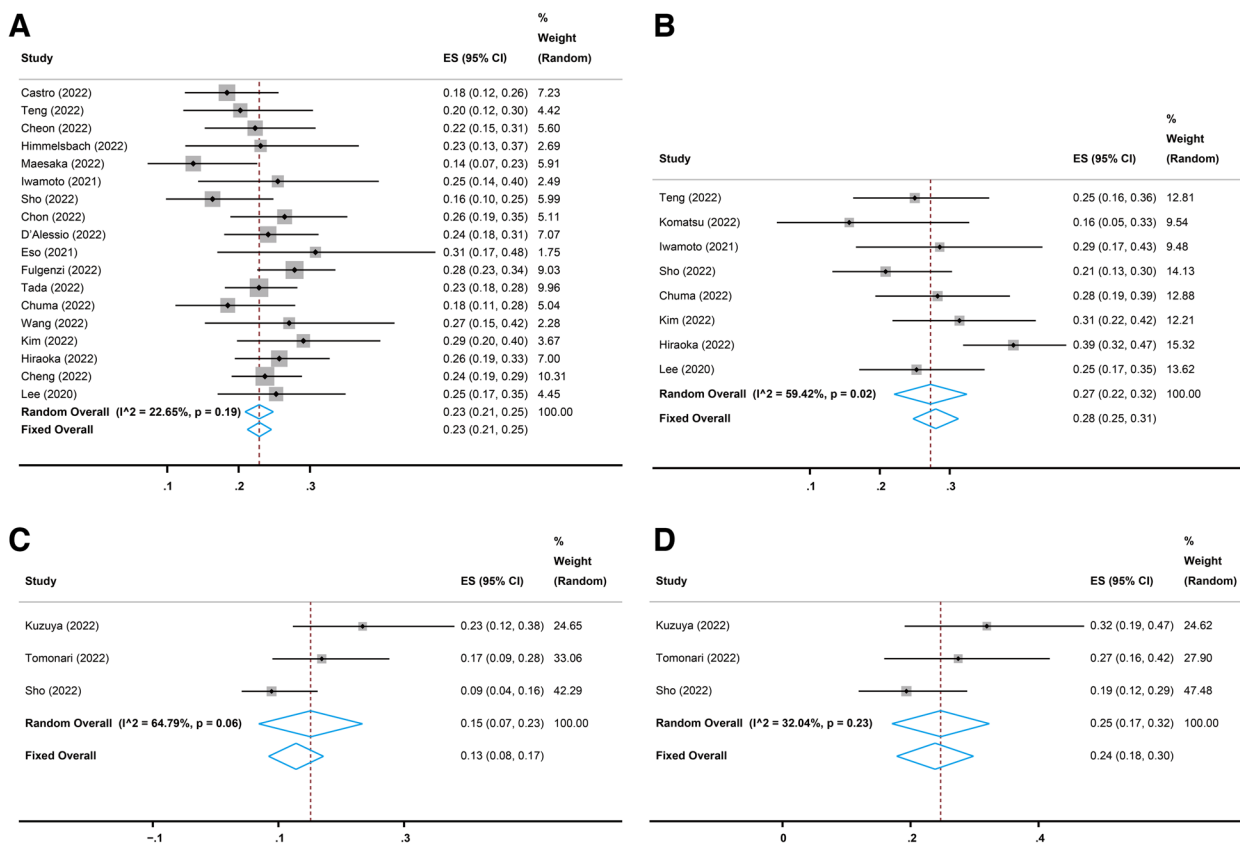 A
%
Weight
Study ES (95% CI) (Random)
Castro (2022) 0.18 (0.12, 0.26) 7.23
Teng (2022) 0.20 (0.12, 0.30) 4.42
Cheon (2022) 0.22 (0.15, 0.31) 5.60
Himmelsbach (2022) 0.23 (0.13, 0.37) 2.69
Maesaka (2022) 0.14 (0.07, 0.23) 5.91
Iwamoto (2021) 0.25 (0.14, 0.40) 2.49
Sho (2022) 0.16 (0.10, 0.25) 5.99
Chon (2022) 0.26 (0.19, 0.35) 5.11
D'Alessio (2022) 0.24 (0.18, 0.31) 7.07
Eso (2021) 0.31 (0.17, 0.48) 1.75
Fulgenzi (2022) 0.28 (0.23, 0.34) 9.03
Tada (2022) 0.23 (0.18, 0.28) 9.96
Chuma (2022) 0.18 (0.11, 0.28) 5.04
Wang (2022) 0.27 (0.15, 0.42) 2.28
Kim (2022) 0.29 (0.20, 0.40) 3.67
Hiraoka (2022) 0.26 (0.19, 0.33) 7.00
Cheng (2022) 0.24 (0.19, 0.29) 10.31
Lee (2020) 0.25 (0.17, 0.35) 4.45
Random Overall (I^2 = 22.65%, p = 0.19) 0.23 (0.21, 0.25) 100.00
Fixed Overall 0.23 (0.21, 0.25)
.1 .2 .3
B
%
Weight
Study ES (95% CI) (Random)
Teng (2022) 0.25 (0.16, 0.36) 12.81
Komatsu (2022) 0.16 (0.05, 0.33) 9.54
Iwamoto (2021) 0.29 (0.17, 0.43) 9.48
Sho (2022) 0.21 (0.13, 0.30) 14.13
Chuma (2022) 0.28 (0.19, 0.39) 12.88
Kim (2022) 0.31 (0.22, 0.42) 12.21
Hiraoka (2022) 0.39 (0.32, 0.47) 15.32
Lee (2020) 0.25 (0.17, 0.35) 13.62
Random Overall (I^2 = 59.42%, p = 0.02) 0.27 (0.22, 0.32) 100.00
Fixed Overall 0.28 (0.25, 0.31)
.1 .2 .3
C
%
Weight
Study ES (95% CI) (Random)
Kuzuya (2022) 0.23 (0.12, 0.38) 24.65
Tomonari (2022) 0.17 (0.09, 0.28) 33.06
Sho (2022) 0.09 (0.04, 0.16) 42.29
Random Overall (I^2 = 64.79%, p = 0.06) 0.15 (0.07, 0.23) 100.00
Fixed Overall 0.13 (0.08, 0.17)
−.1 .1 .3
D
%
Weight
Study ES (95% CI) (Random)
Kuzuya (2022) 0.32 (0.19, 0.47) 24.62
Tomonari (2022) 0.27 (0.16, 0.42) 27.90
Sho (2022) 0.19 (0.12, 0.29) 47.48
Random Overall (I^2 = 32.04%, p = 0.23) 0.25 (0.17, 0.32) 100.00
Fixed Overall 0.24 (0.18, 0.30)
0 .2 .4